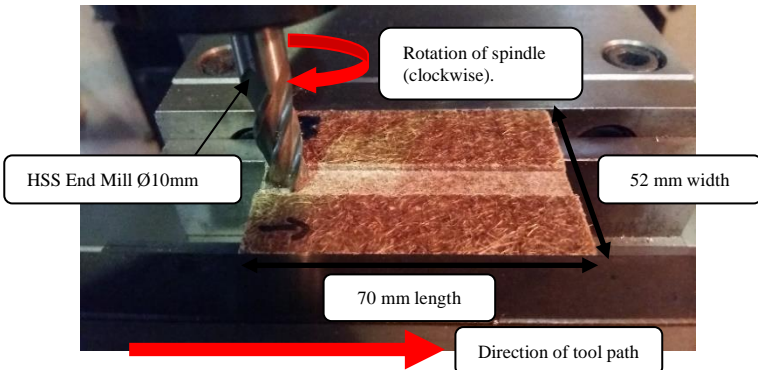 Rotation of spindle
(clockwise).
HSS End Mill Ø10mm
52 mm width
70 mm length
Direction of tool path